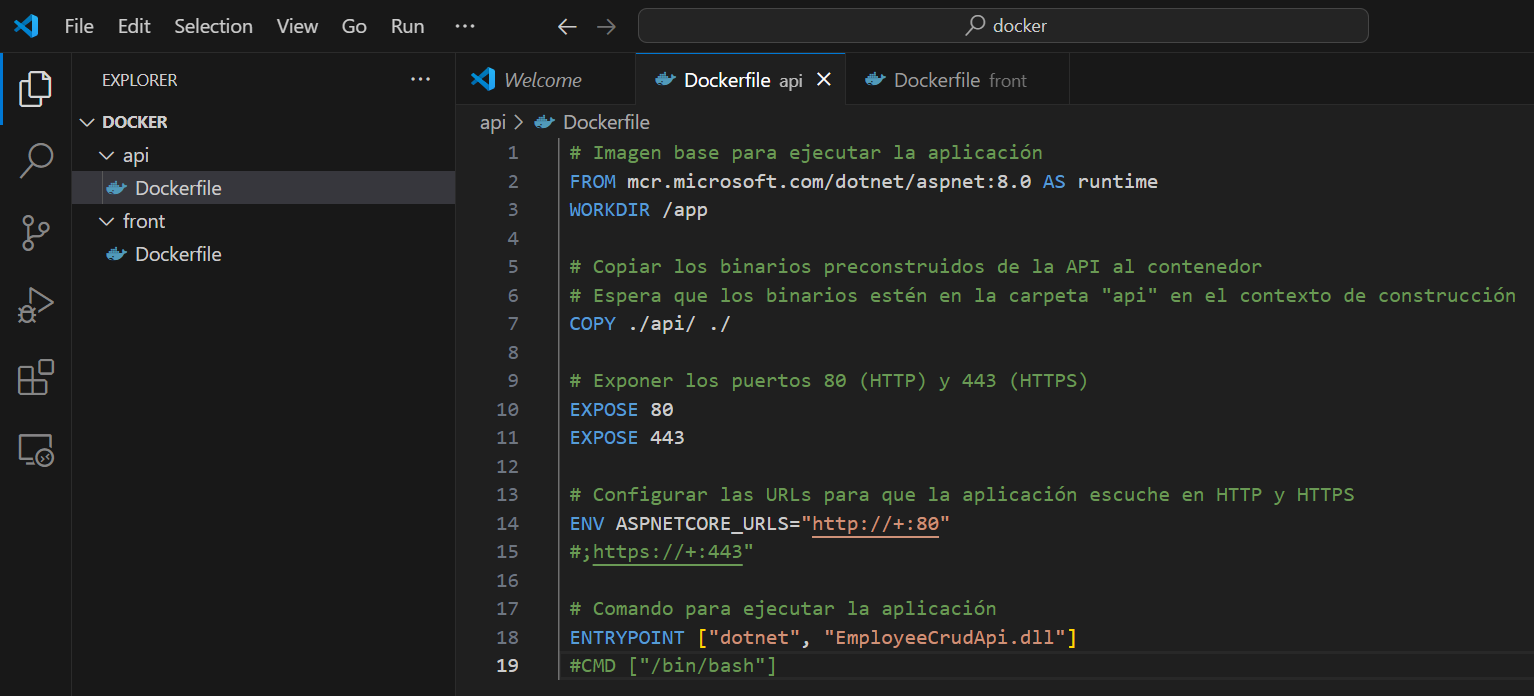 File Edit Selection View Go Run ··· ← → docker
EXPLORER ···
DOCKER
api
Dockerfile
front
Dockerfile
Welcome
Dockerfile api ×
Dockerfile front
api > Dockerfile
1 # Imagen base para ejecutar la aplicación
2 FROM mcr.microsoft.com/dotnet/aspnet:8.0 AS runtime
3 WORKDIR /app
4
5 # Copiar los binarios preconstruidos de la API al contenedor
6 # Espera que los binarios estén en la carpeta "api" en el contexto de construcción
7 COPY ./api/ ./
8
9 # Exponer los puertos 80 (HTTP) y 443 (HTTPS)
10 EXPOSE 80
11 EXPOSE 443
12
13 # Configurar las URLs para que la aplicación escuche en HTTP y HTTPS
14 ENV ASPNETCORE_URLS="http://+:80"
15 #;https://+:443"
16
17 # Comando para ejecutar la aplicación
18 ENTRYPOINT ["dotnet", "EmployeeCrudApi.dll"]
19 #CMD ["/bin/bash"]